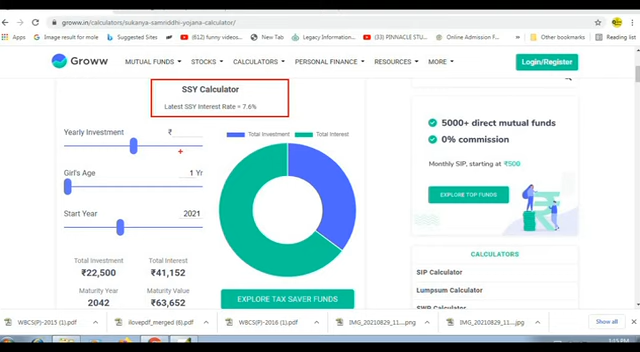 groww.in/calculators/sukanya-samriddhi-yojana-calculator/
Apps
Image result for mole
Suggested Sites
(612) funny videos...
New Tab
Legacy Information...
(33) PINNACLE STU...
Online Admission F...
Other bookmarks
Reading list
Groww
MUTUAL FUNDS
STOCKS
CALCULATORS
PERSONAL FINANCE
RESOURCES
MORE
Login/Register
SSY Calculator
Latest SSY Interest Rate = 7.6%
Yearly Investment
₹
Girl's Age
1 Yr
Start Year
2021
Total Investment
₹22,500
Total Interest
₹41,152
Maturity Year
2042
Maturity Value
₹63,652
Total Investment
Total Interest
EXPLORE TAX SAVER FUNDS
5000+ direct mutual funds
0% commission
Monthly SIP, starting at ₹500
EXPLORE TOP FUNDS
CALCULATORS
SIP Calculator
Lumpsum Calculator
SWP Calculator
WBCS(P)-2015 (1).pdf
ilovepdf_merged (6).pdf
WBCS(P)-2016 (1).pdf
IMG_20210829_11....png
IMG_20210829_11....jpg
Show all